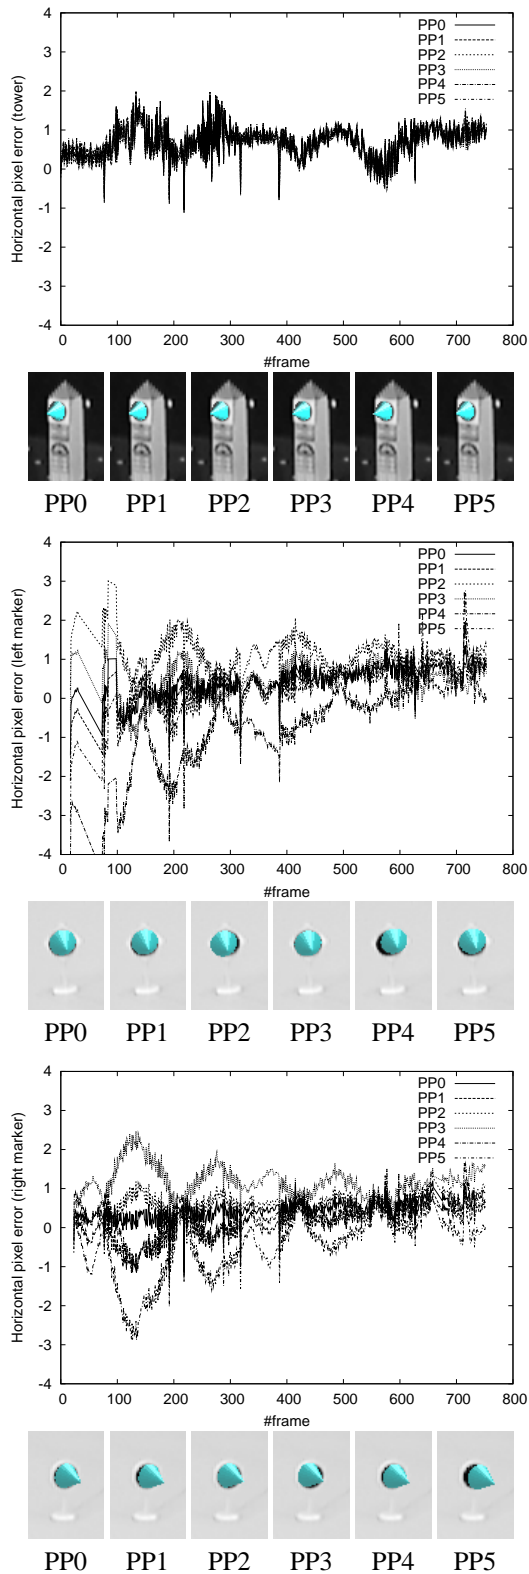 Horizontal pixel error (tower)
4
3
2
1
0
-1
-2
-3
-4
PP0
PP1
PP2
PP3
PP4
PP5
0 100 200 300 400 500 600 700 800
#frame
PP0 PP1 PP2 PP3 PP4 PP5
Horizontal pixel error (left marker)
4
3
2
1
0
-1
-2
-3
-4
PP0
PP1
PP2
PP3
PP4
PP5
0 100 200 300 400 500 600 700 800
#frame
PP0 PP1 PP2 PP3 PP4 PP5
Horizontal pixel error (right marker)
4
3
2
1
0
-1
-2
-3
-4
PP0
PP1
PP2
PP3
PP4
PP5
0 100 200 300 400 500 600 700 800
#frame
PP0 PP1 PP2 PP3 PP4 PP5